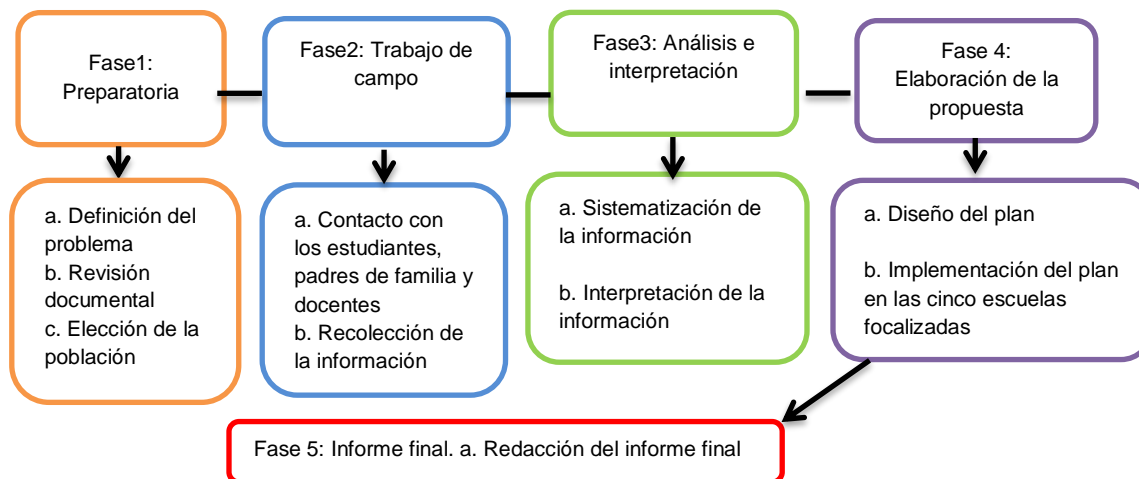 Fase1:
Preparatoria
Fase2: Trabajo de
campo
Fase3: Análisis e
interpretación
Fase 4:
Elaboración de la
propuesta
a. Definición del
problema
b. Revisión
documental
c. Elección de la
población
a. Contacto con
los estudiantes,
padres de familia y
docentes
b. Recolección de
la información
a. Sistematización de
la información
b. Interpretación de la
información
a. Diseño del plan
b. Implementación del plan
en las cinco escuelas
focalizadas
Fase 5: Informe final. a. Redacción del informe final